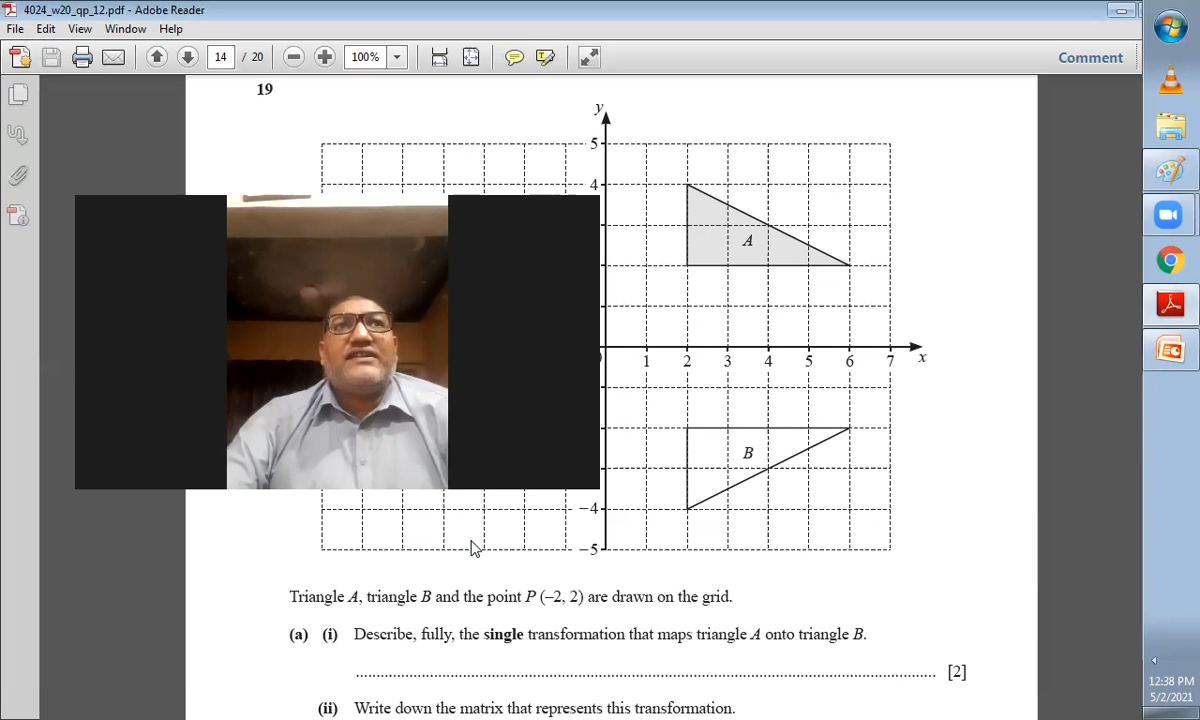 4024_w20_qp_12.pdf - Adobe Reader
File Edit View Window Help
14 / 20 100% Comment
19
y
5
4
A
1 2 3 4 5 6 7 x
B
−4
−5
Triangle A, triangle B and the point P (–2, 2) are drawn on the grid.
(a) (i) Describe, fully, the single transformation that maps triangle A onto triangle B.
[2]
(ii) Write down the matrix that represents this transformation.
12:38 PM
5/2/2021